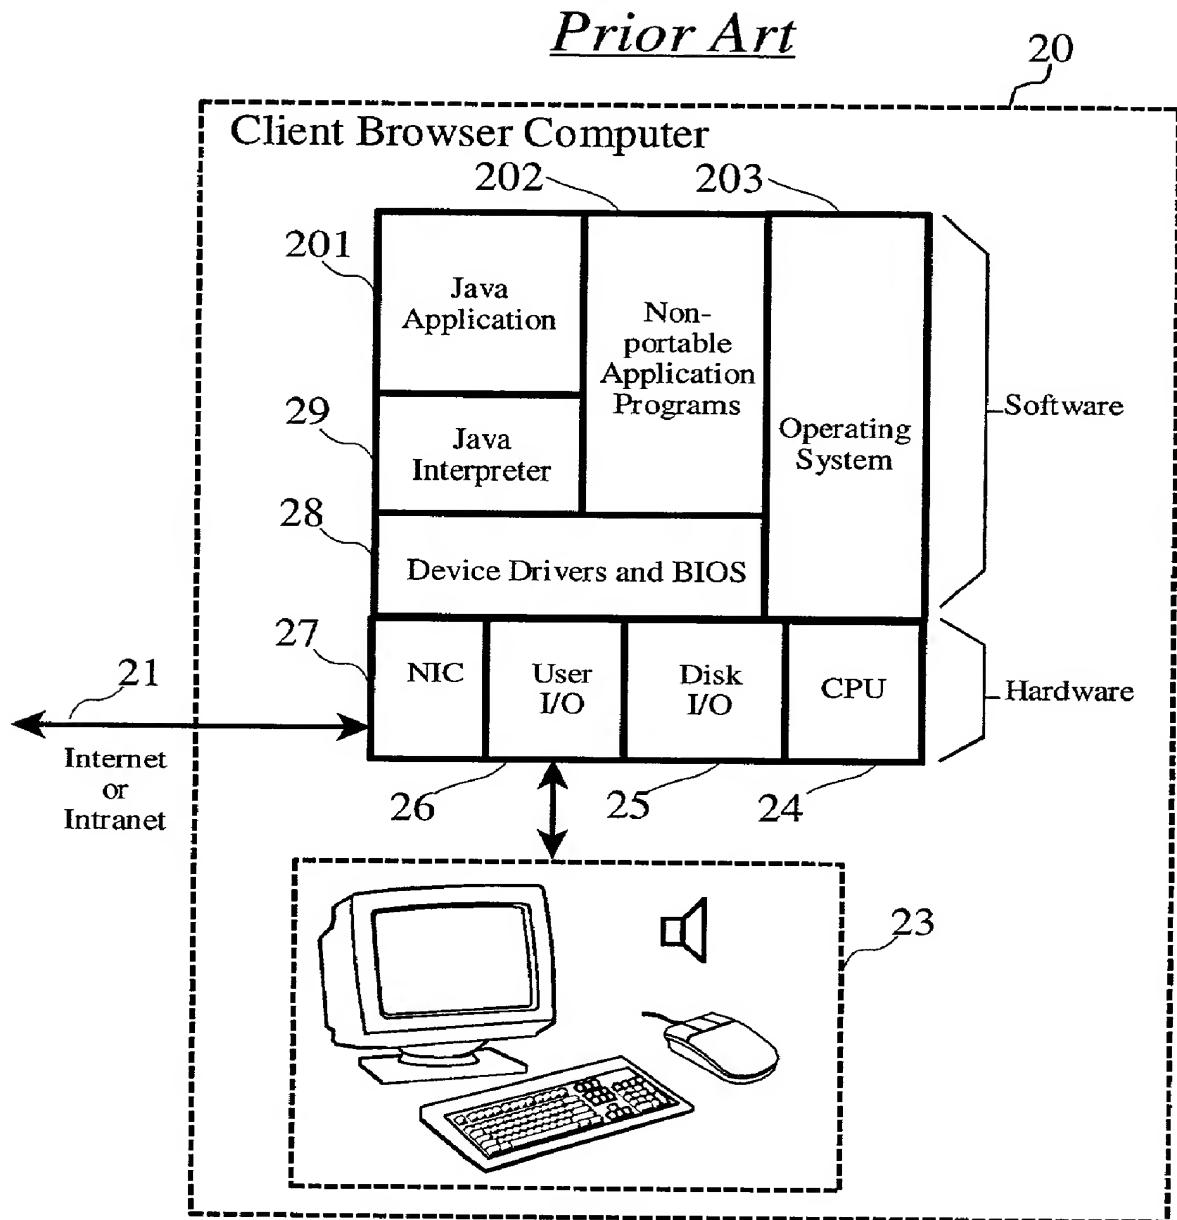 Prior Art
20
Client Browser Computer
202
203
201
Java
Application
Non-
portable
Application
Programs
Software
29
Java
Interpreter
Operating
System
28
Device Drivers and BIOS
27
NIC
User
I/O
Disk
I/O
CPU
Hardware
21
Internet
or
Intranet
26
25
24
23